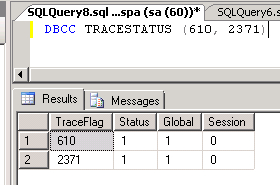 SQLQuery8.sql ...spa (sa (60))* SQLQuery6.s
DBCC TRACESTATUS (610, 2371)
Results Messages
TraceFlag Status Global Session
1 610 1 1 0
2 2371 1 1 0